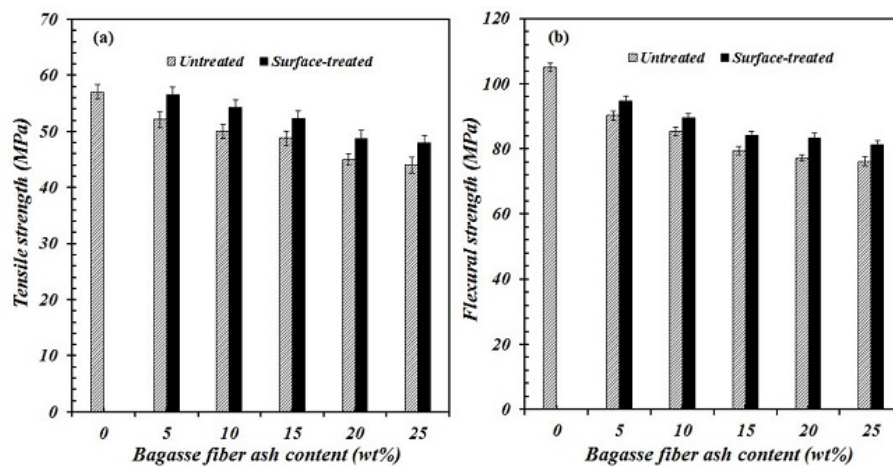 (a)
Untreated Surface-treated
Tensile strength (MPa)
70
60
50
40
30
20
10
0
0 5 10 15 20 25
Bagasse fiber ash content (wt%)
(b)
Untreated Surface-treated
Flexural strength (MPa)
120
100
80
60
40
20
0
0 5 10 15 20 25
Bagasse fiber ash content (wt%)